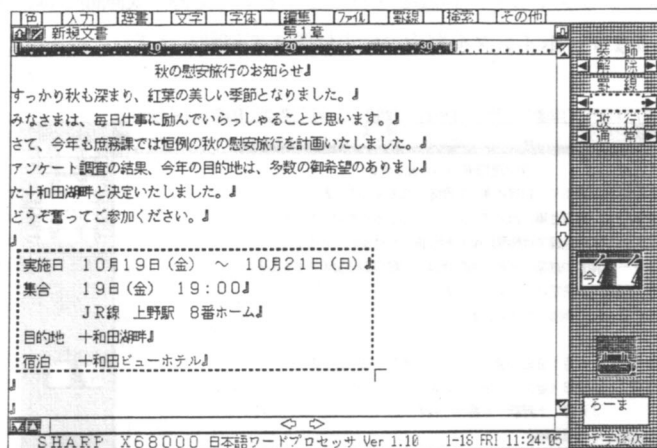 [色] [入力] [辞書] [文字] [字体] [編集] [ファイル] [罫線] [検索] [その他]
新規文書 第1章
10 20 30
秋の慰安旅行のお知らせ
すっかり秋も深まり、紅葉の美しい季節となりました。
みなさまは、毎日仕事に励んでいらっしゃることと思います。
さて、今年も庶務課では恒例の秋の慰安旅行を計画いたしました。
アンケート調査の結果、今年の目的地は、多数の御希望のありまし
た十和田湖畔と決定いたしました。
どうぞ奮ってご参加ください。
実施日 10月19日(金) ~ 10月21日(日)
集合 19日(金) 19:00
JR線 上野駅 8番ホーム
目的地 十和田湖畔
宿泊 十和田ビューホテル
装飾
解除
罫線
改行
通常
今
ろーま
学逐次
SHARP X68000 日本語ワードプロセッサ Ver 1.10 1-18 FRI 11:24:05